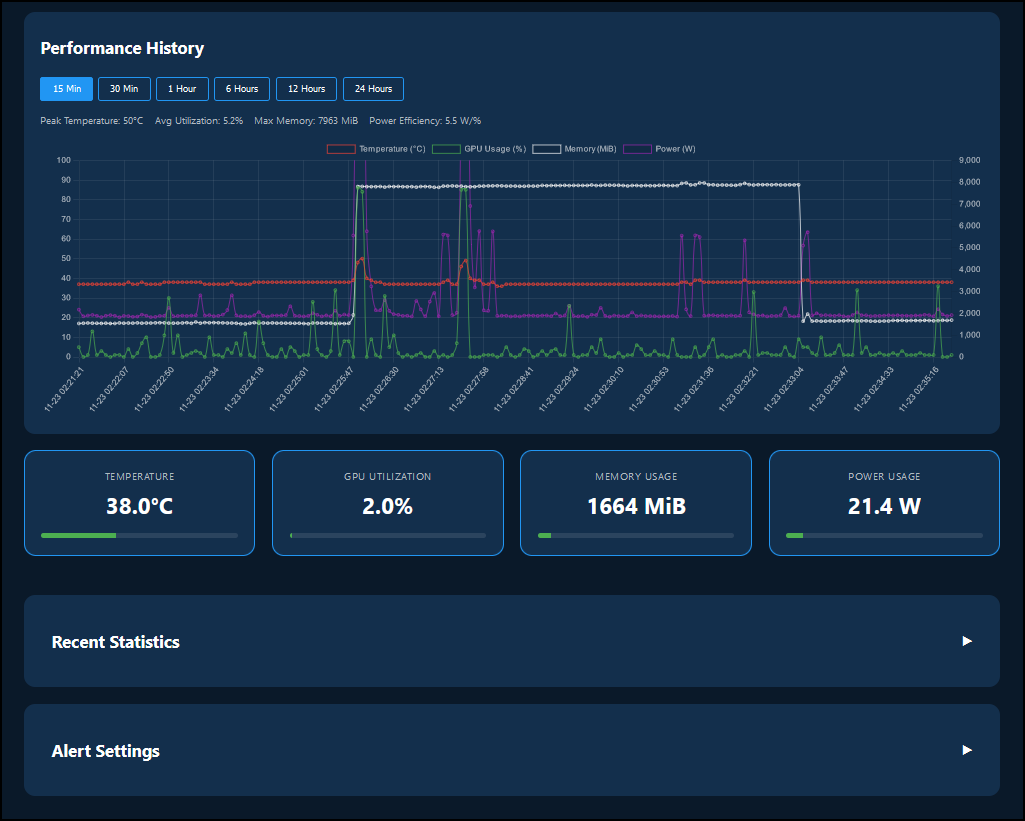 Performance History
15 Min 30 Min 1 Hour 6 Hours 12 Hours 24 Hours
Peak Temperature: 50°C Avg Utilization: 5.2% Max Memory: 7963 MiB Power Efficiency: 5.5 W/%
Temperature (°C) GPU Usage (%) Memory (MiB) Power (W)
100 9,000
90 8,000
80 7,000
70 6,000
60 5,000
50 4,000
40 3,000
30 2,000
20 1,000
10 0
0
11-23 02:21:21
11-23 02:22:07
11-23 02:22:50
11-23 02:23:34
11-23 02:24:18
11-23 02:25:01
11-23 02:25:47
11-23 02:26:30
11-23 02:27:13
11-23 02:27:58
11-23 02:28:41
11-23 02:29:24
11-23 02:30:10
11-23 02:30:53
11-23 02:31:36
11-23 02:32:21
11-23 02:33:04
11-23 02:33:47
11-23 02:34:33
11-23 02:35:16
TEMPERATURE
38.0°C
GPU UTILIZATION
2.0%
MEMORY USAGE
1664 MiB
POWER USAGE
21.4 W
Recent Statistics
Alert Settings